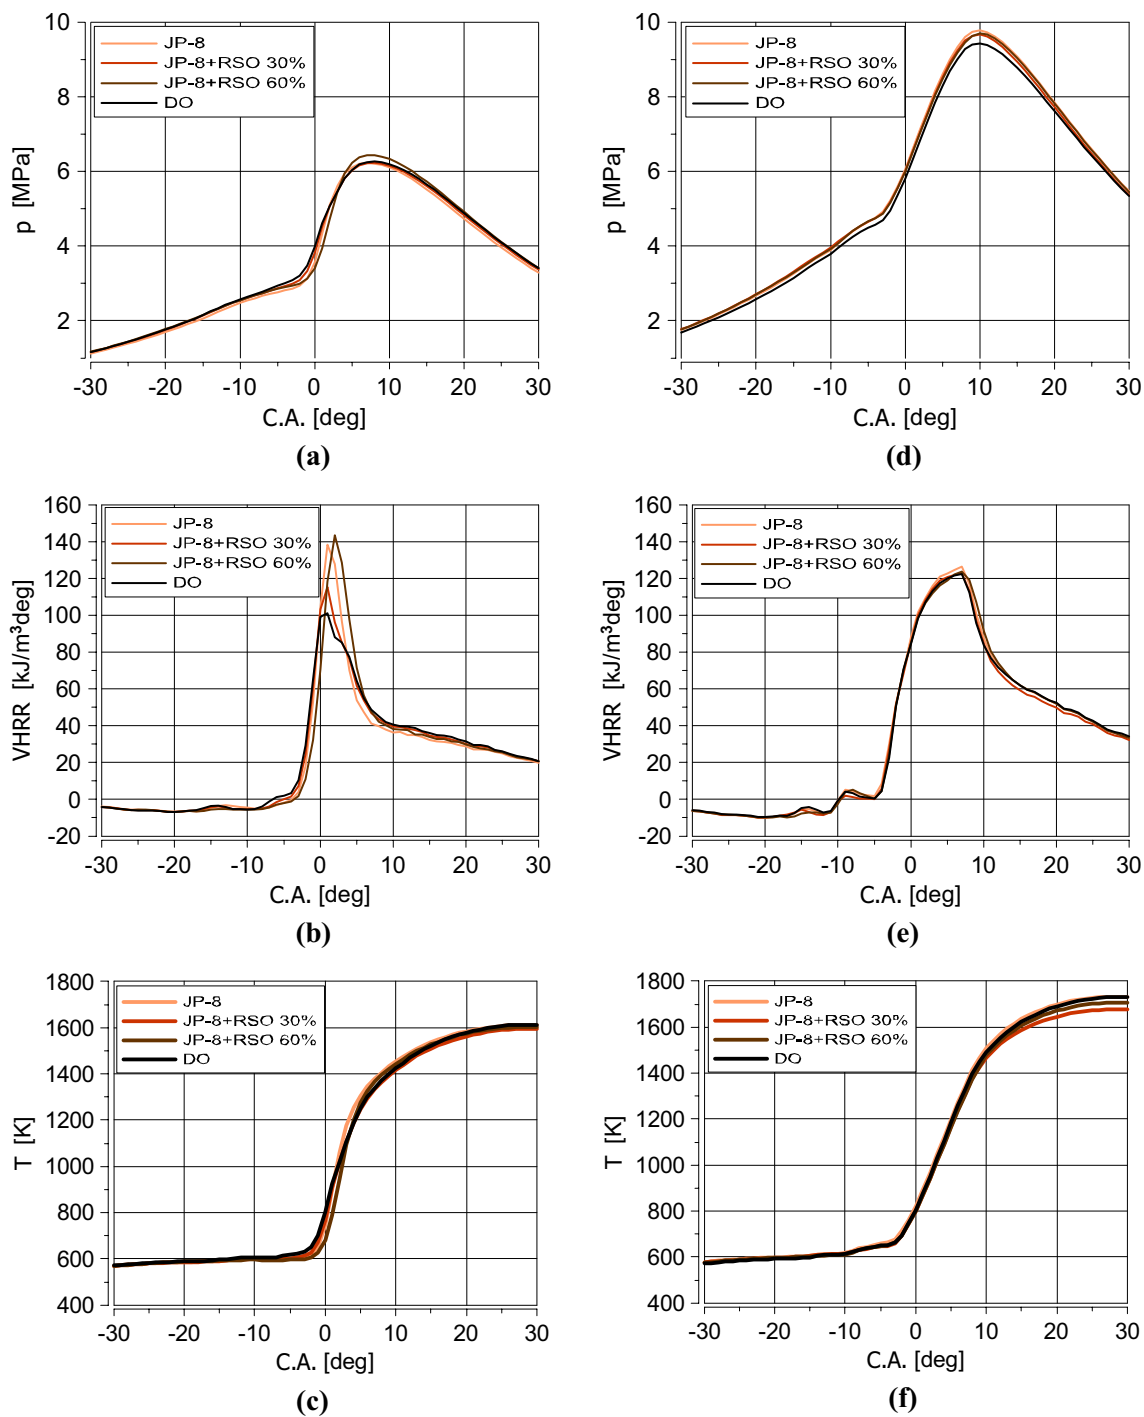 10
8
6
4
2
p [MPa]
JP-8
JP-8+RSO 30%
JP-8+RSO 60%
DO
-30 -20 -10 0 10 20 30
C.A. [deg]
(a)
10
8
6
4
2
p [MPa]
JP-8
JP-8+RSO 30%
JP-8+RSO 60%
DO
-30 -20 -10 0 10 20 30
C.A. [deg]
(d)
160
140
120
100
80
60
40
20
0
-20
VHRR [kJ/m³deg]
JP-8
JP-8+RSO 30%
JP-8+RSO 60%
DO
-30 -20 -10 0 10 20 30
C.A. [deg]
(b)
160
140
120
100
80
60
40
20
0
-20
VHRR [kJ/m³deg]
JP-8
JP-8+RSO 30%
JP-8+RSO 60%
DO
-30 -20 -10 0 10 20 30
C.A. [deg]
(e)
1800
1600
1400
1200
1000
800
600
400
T [K]
JP-8
JP-8+RSO 30%
JP-8+RSO 60%
DO
-30 -20 -10 0 10 20 30
C.A. [deg]
(c)
1800
1600
1400
1200
1000
800
600
400
T [K]
JP-8
JP-8+RSO 30%
JP-8+RSO 60%
DO
-30 -20 -10 0 10 20 30
C.A. [deg]
(f)